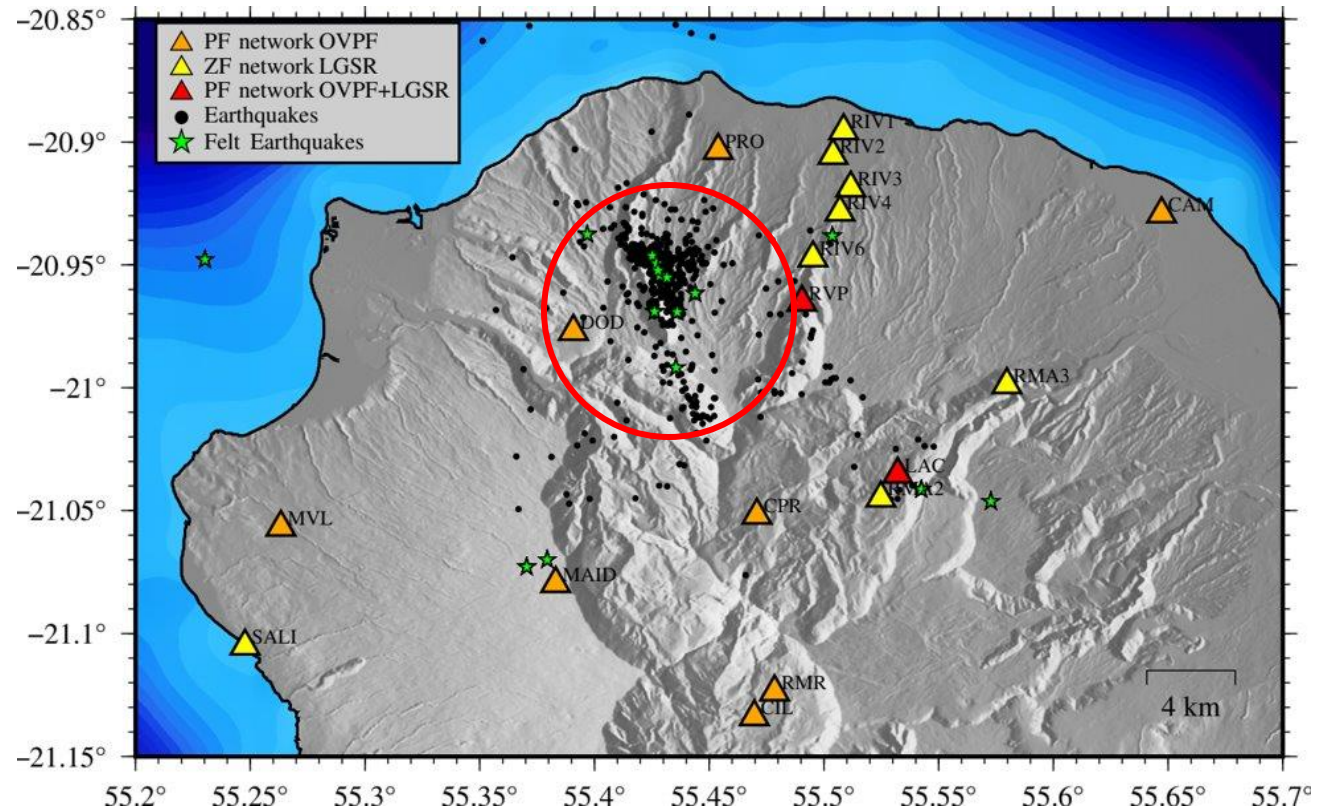 −20.85°
PF network OVPF
ZF network LGSR
PF network OVPF+LGSR
Earthquakes
Felt Earthquakes
RIV1
−20.9°
PRO
RIV2
RIV3
RIV4
CAM
−20.95°
RIV6
RVP
DOD
−21°
RMA3
LAC
RMA2
−21.05°
MVL
CPR
MAID
−21.1°
SALI
RMR
4 km
CIL
−21.15°
55.2° 55.25° 55.3° 55.35° 55.4° 55.45° 55.5° 55.55° 55.6° 55.65° 55.7°